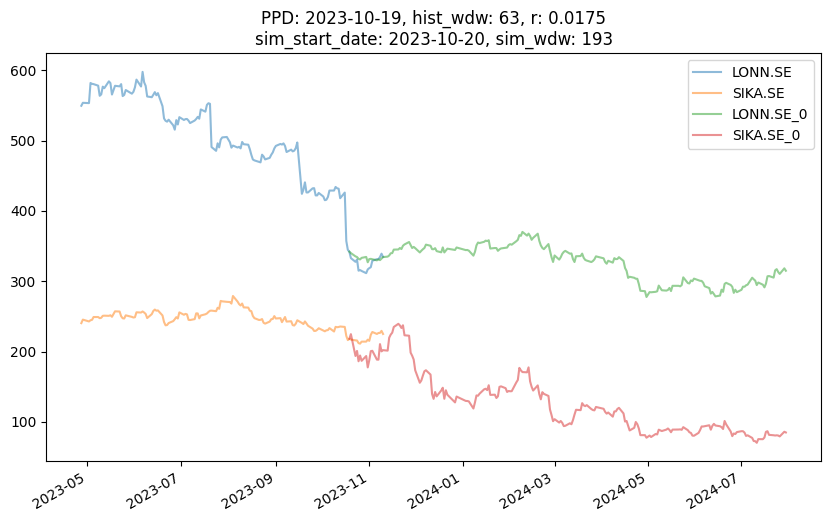 PPD: 2023-10-19, hist_wdw: 63, r: 0.0175
sim_start_date: 2023-10-20, sim_wdw: 193
600
500
400
300
200
100
LONN.SE
SIKA.SE
LONN.SE_0
SIKA.SE_0
2023-05
2023-07
2023-09
2023-11
2024-01
2024-03
2024-05
2024-07